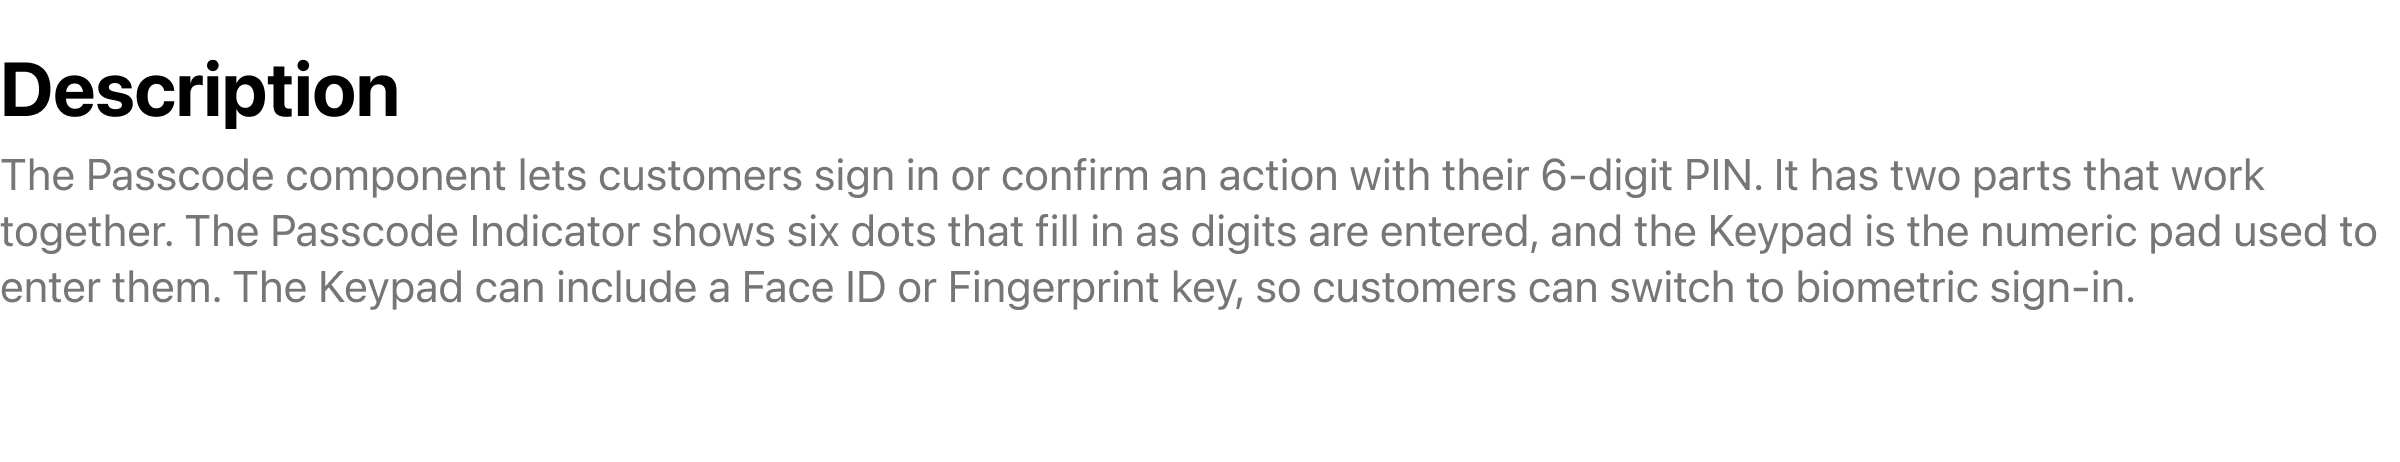 Description
The Passcode component lets customers sign in or confirm an action with their 6-digit PIN. It has two parts that work
together. The Passcode Indicator shows six dots that fill in as digits are entered, and the Keypad is the numeric pad used to
enter them. The Keypad can include a Face ID or Fingerprint key, so customers can switch to biometric sign-in.